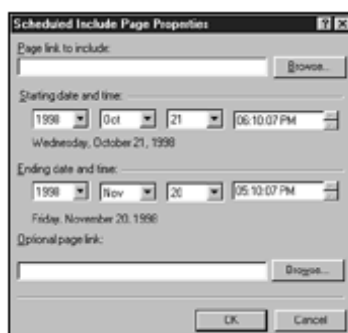 Scheduled Include Page Properties
Page link to include:
Browse...
Starting date and time:
1998 Oct 21 06:10:07 PM
Wednesday, October 21, 1998
Ending date and time:
1998 Nov 20 05:10:07 PM
Friday, November 20, 1998
Optional page link:
Browse...
OK Cancel